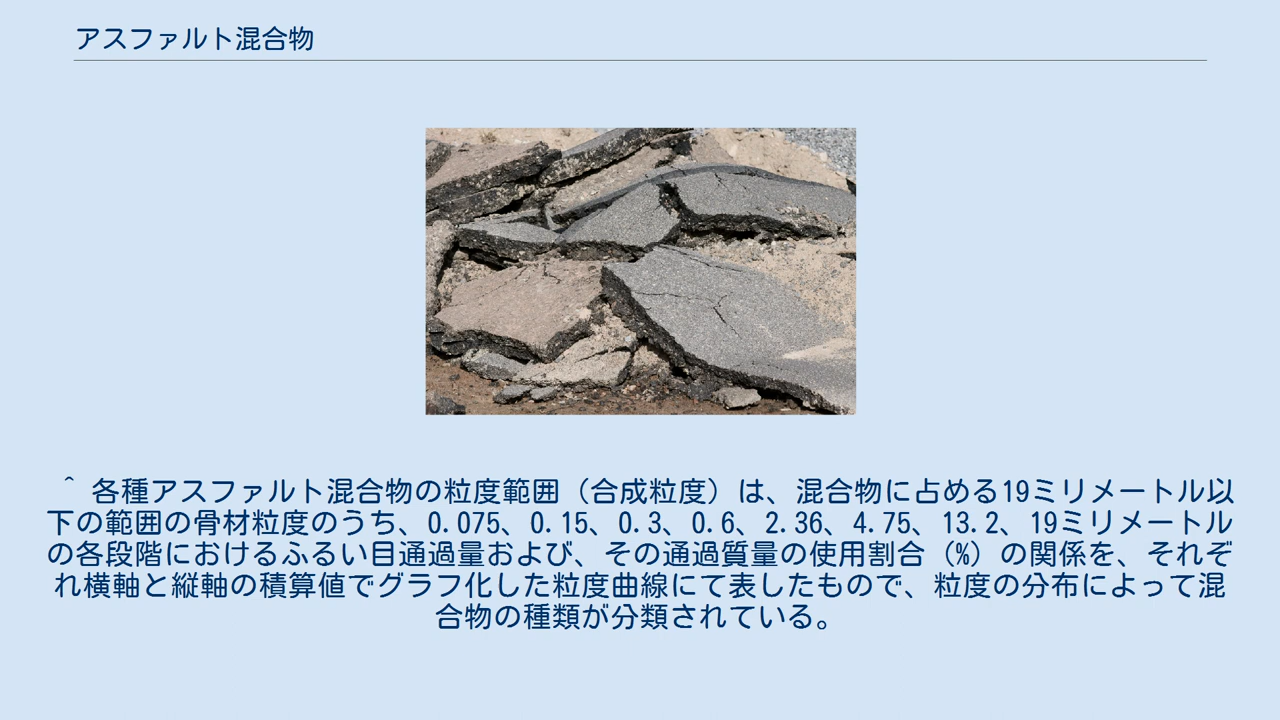 アスファルト混合物
^ 各種アスファルト混合物の粒度範囲（合成粒度）は、混合物に占める19ミリメートル以
下の範囲の骨材粒度のうち、0.075、0.15、0.3、0.6、2.36、4.75、13.2、19ミリメートル
の各段階におけるふるい目通過量および、その通過質量の使用割合（%）の関係を、それぞ
れ横軸と縦軸の積算値でグラフ化した粒度曲線にて表したもので、粒度の分布によって混
合物の種類が分類されている。